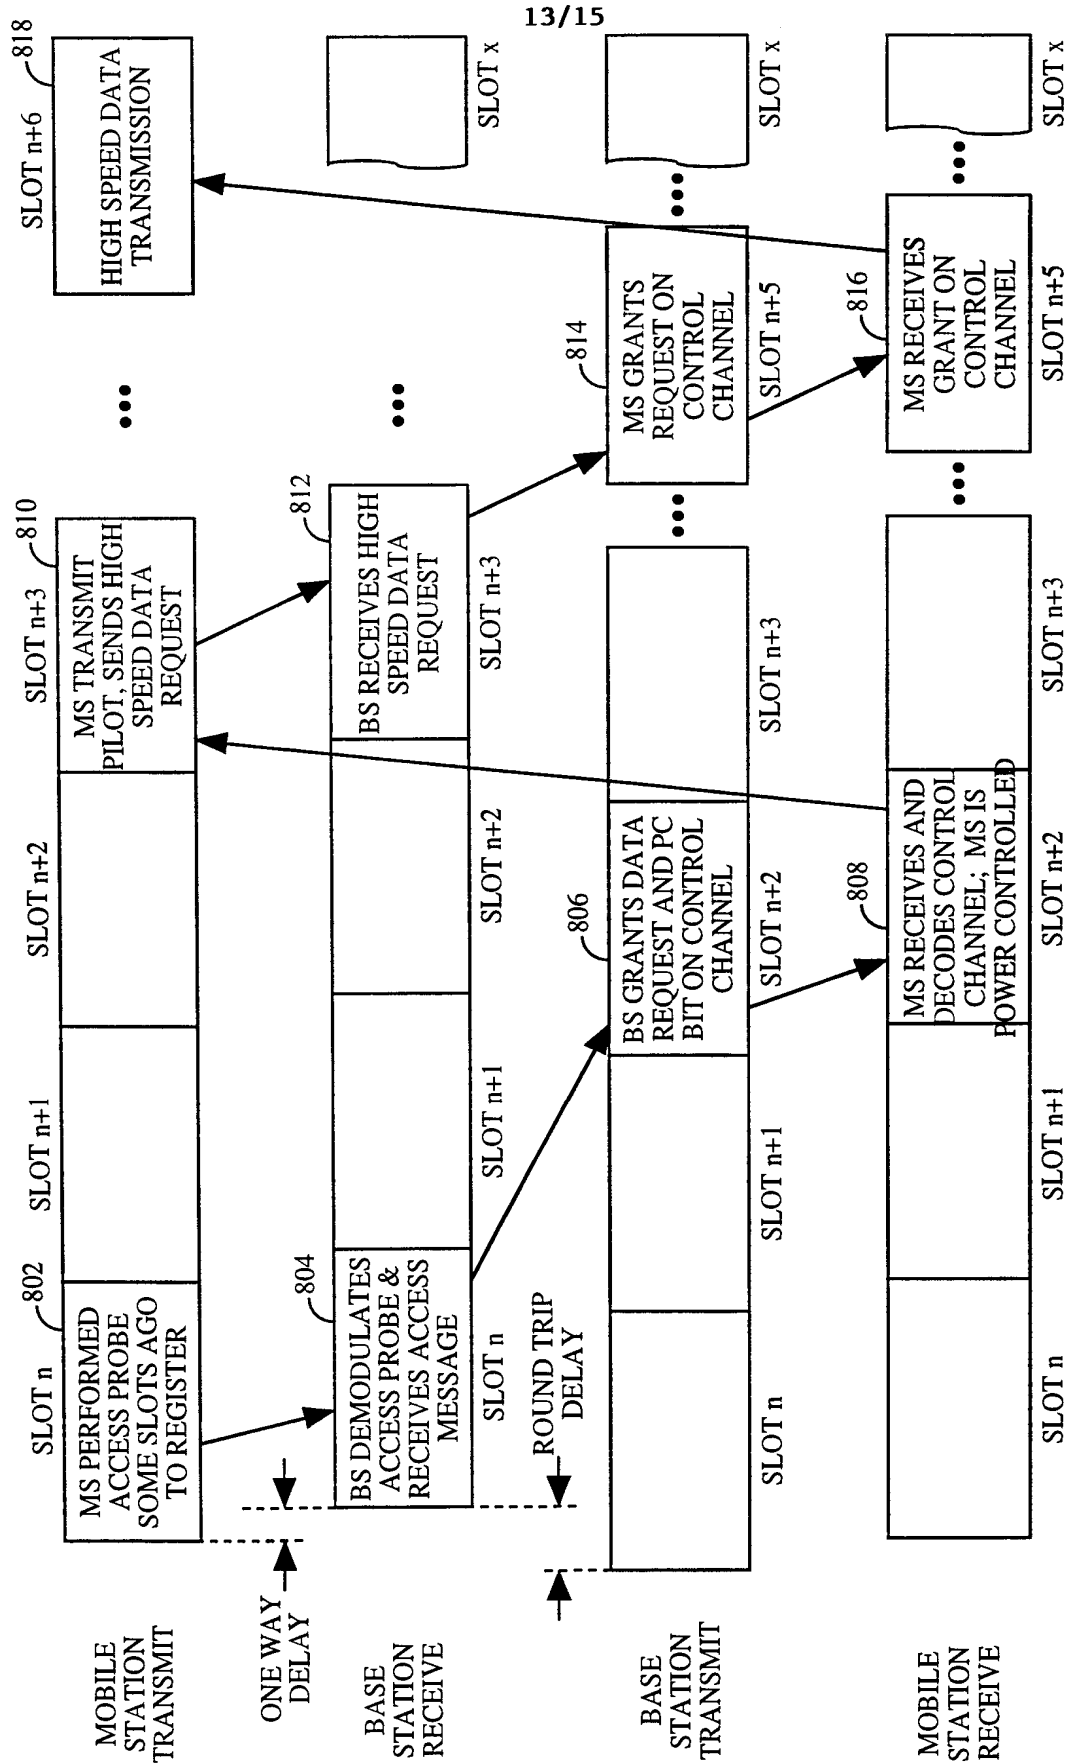 13/15
MOBILE
STATION
TRANSMIT
SLOT n
802
MS PERFORMED
ACCESS PROBE
SOME SLOTS AGO
TO REGISTER
SLOT n+1
SLOT n+2
SLOT n+3
810
MS TRANSMIT
PILOT, SENDS HIGH
SPEED DATA
REQUEST
•••
SLOT n+6
818
HIGH SPEED DATA
TRANSMISSION
ONE WAY
DELAY
BASE
STATION
RECEIVE
804
BS DEMODULATES
ACCESS PROBE &
RECEIVES ACCESS
MESSAGE
SLOT n
SLOT n+1
SLOT n+2
812
BS RECEIVES HIGH
SPEED DATA
REQUEST
SLOT n+3
•••
SLOT x
ROUND TRIP
DELAY
BASE
STATION
TRANSMIT
SLOT n
SLOT n+1
806
BS GRANTS DATA
REQUEST AND PC
BIT ON CONTROL
CHANNEL
SLOT n+2
SLOT n+3
•••
814
MS GRANTS
REQUEST ON
CONTROL
CHANNEL
SLOT n+5
•••
SLOT x
MOBILE
STATION
RECEIVE
SLOT n
SLOT n+1
808
MS RECEIVES AND
DECODES CONTROL
CHANNEL; MS IS
POWER CONTROLLED
SLOT n+2
SLOT n+3
•••
816
MS RECEIVES
GRANT ON
CONTROL
CHANNEL
SLOT n+5
•••
SLOT x